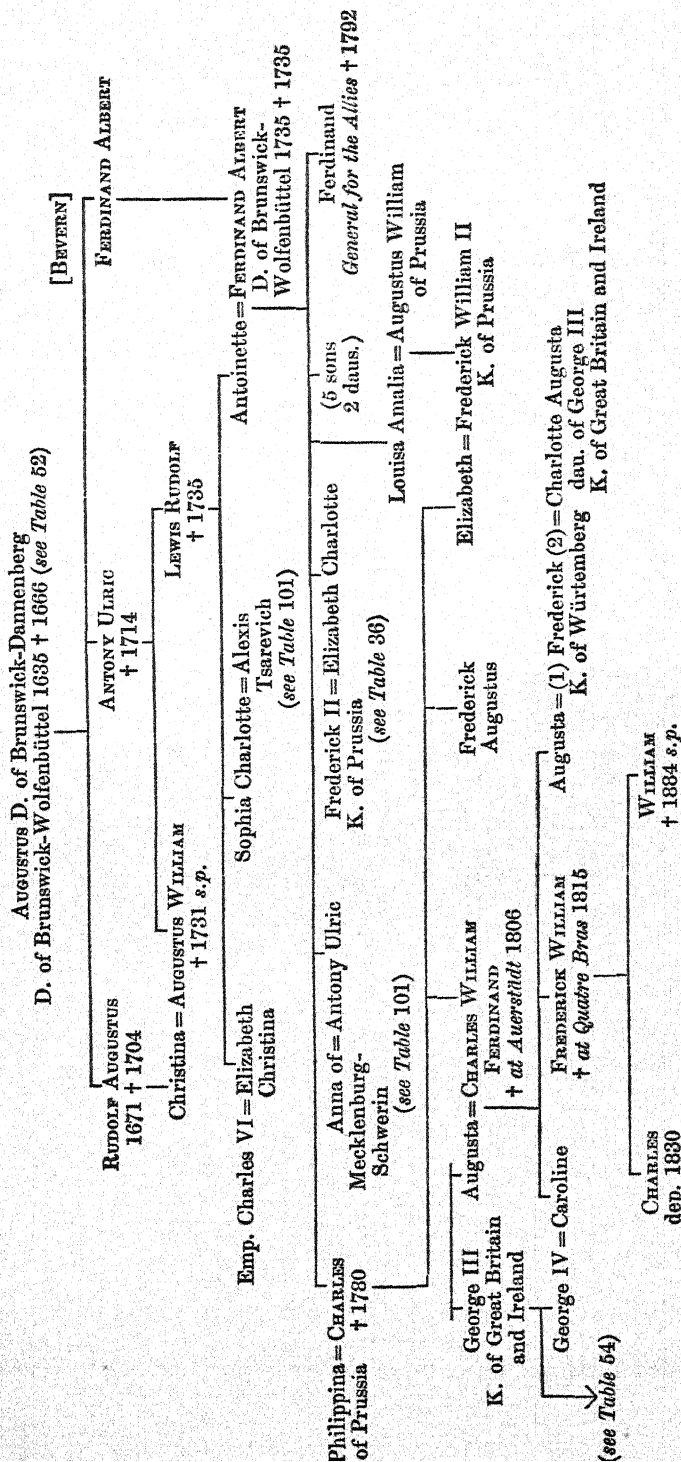 AUGUSTUS D. of Brunswick-Dannenberg
D. of Brunswick-Wolfenbüttel 1635 † 1666 (see Table 52)
[BEVERN]
RUDOLF AUGUSTUS
1671 † 1704
ANTONY ULRIC
† 1714
FERDINAND ALBERT
Christina = AUGUSTUS WILLIAM
† 1731 s.p.
LEWIS RUDOLF
† 1735
Emp. Charles VI = Elizabeth
Christina
Sophia Charlotte = Alexis
Tsarevich
(see Table 101)
Antoinette = FERDINAND ALBERT
D. of Brunswick-
Wolfenbüttel 1735 † 1735
Philippina = CHARLES
of Prussia † 1780
Anna of = Antony Ulric
Mecklenburg-
Schwerin
(see Table 101)
Frederick II = Elizabeth Charlotte
K. of Prussia
(see Table 36)
(5 sons
2 daus.)
Ferdinand
General for the Allies † 1792
Louisa Amalia = Augustus William
of Prussia
George III
K. of Great Britain
and Ireland
Augusta = CHARLES WILLIAM
FERDINAND
† at Auerstädt 1806
Frederick
Augustus
Elizabeth = Frederick William II
K. of Prussia
George IV = Caroline
FREDERICK WILLIAM
† at Quatre Bras 1815
Augusta = (1) Frederick (2) = Charlotte Augusta
K. of Würtemberg dau. of George III
K. of Great Britain and Ireland
(see Table 54)
CHARLES
dep. 1830
WILLIAM
† 1884 s.p.